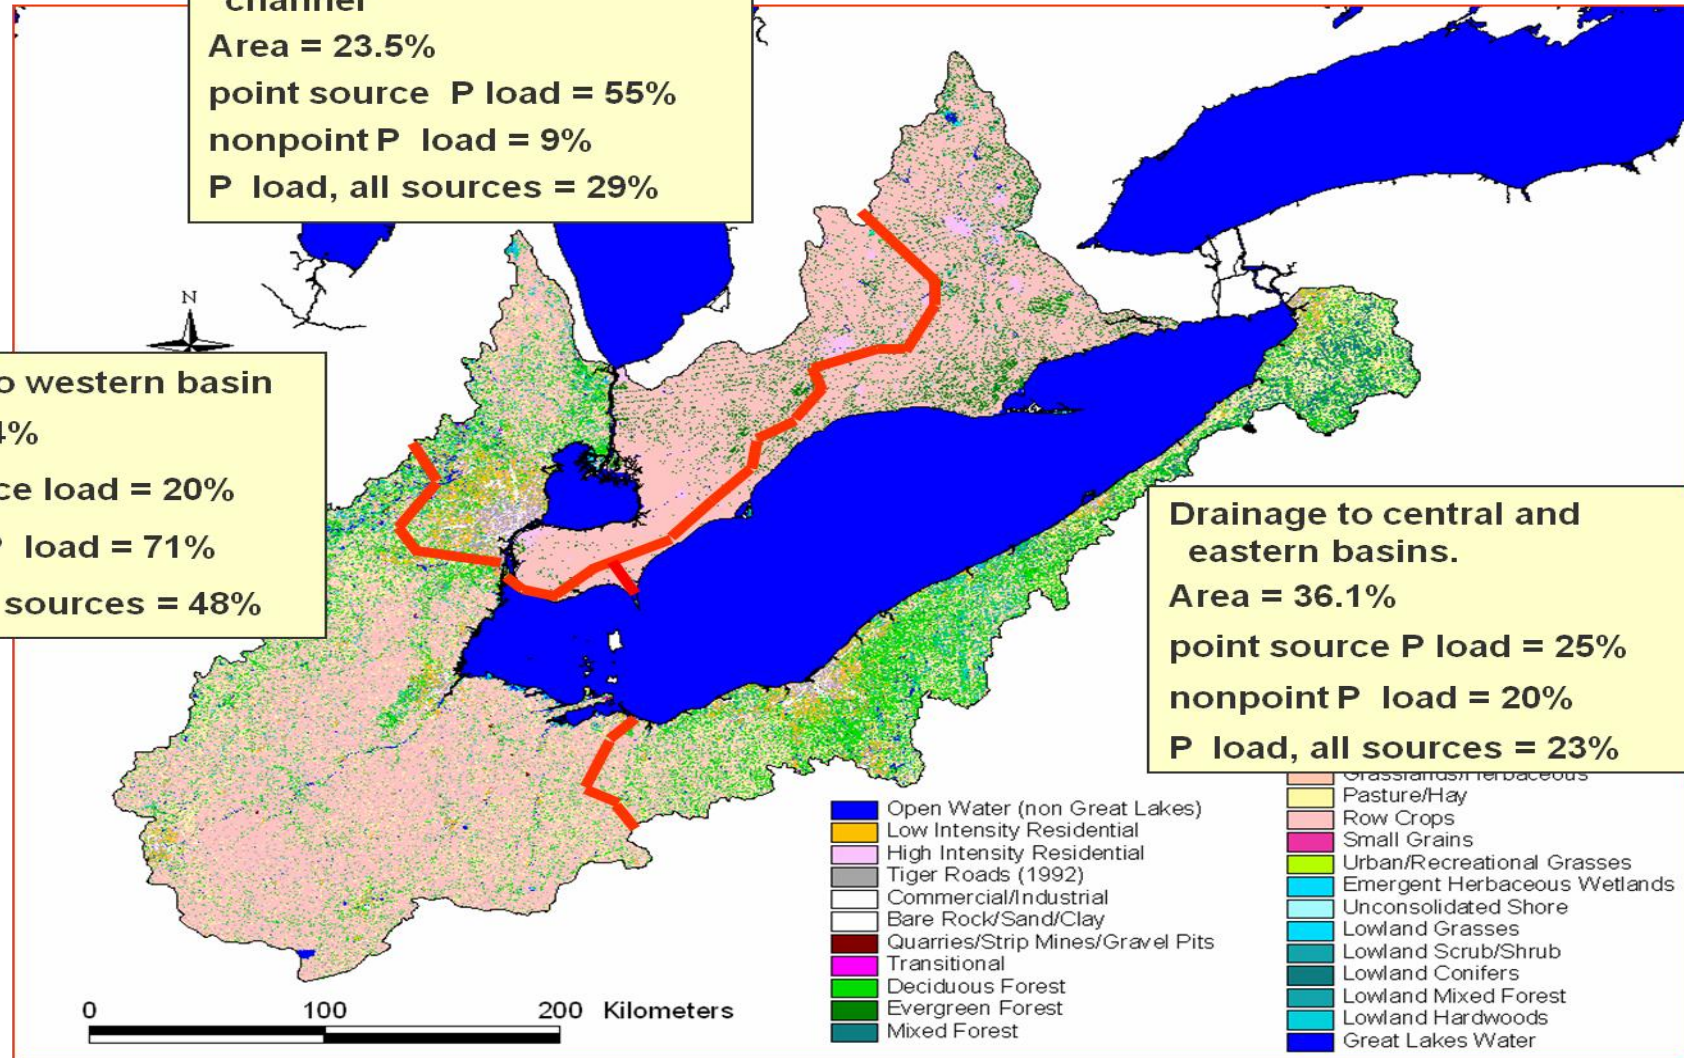 channel
Area = 23.5%
point source P load = 55%
nonpoint P load = 9%
P load, all sources = 29%
N
o western basin
4%
ce load = 20%
P load = 71%
sources = 48%
Drainage to central and
eastern basins.
Area = 36.1%
point source P load = 25%
nonpoint P load = 20%
P load, all sources = 23%
0 100 200 Kilometers
Open Water (non Great Lakes)
Low Intensity Residential
High Intensity Residential
Tiger Roads (1992)
Commercial/Industrial
Bare Rock/Sand/Clay
Quarries/Strip Mines/Gravel Pits
Transitional
Deciduous Forest
Evergreen Forest
Mixed Forest
Grasslands/Herbaceous
Pasture/Hay
Row Crops
Small Grains
Urban/Recreational Grasses
Emergent Herbaceous Wetlands
Unconsolidated Shore
Lowland Grasses
Lowland Scrub/Shrub
Lowland Conifers
Lowland Mixed Forest
Lowland Hardwoods
Great Lakes Water